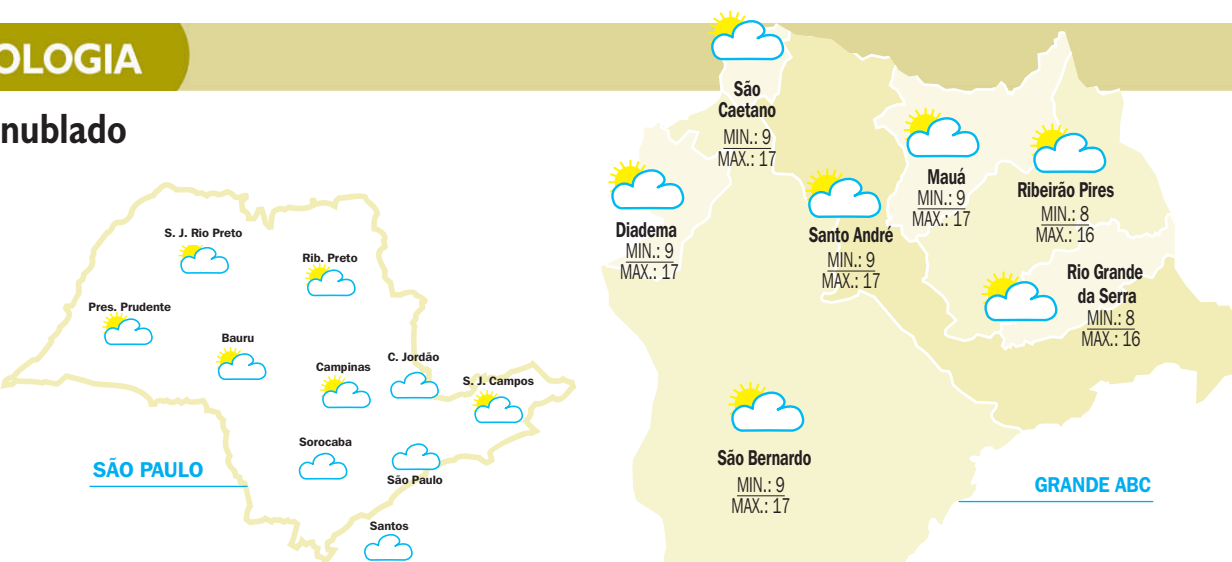 OLOGIA
nublado
S. J. Rio Preto
Rib. Preto
Pres. Prudente
Bauru
Campinas
C. Jordão
S. J. Campos
Sorocaba
São Paulo
Santos
SÃO PAULO
São
Caetano
MIN.: 9
MAX.: 17
Diadema
MIN.: 9
MAX.: 17
Santo André
MIN.: 9
MAX.: 17
Mauá
MIN.: 9
MAX.: 17
Ribeirão Pires
MIN.: 8
MAX.: 16
Rio Grande
da Serra
MIN.: 8
MAX.: 16
São Bernardo
MIN.: 9
MAX.: 17
GRANDE ABC